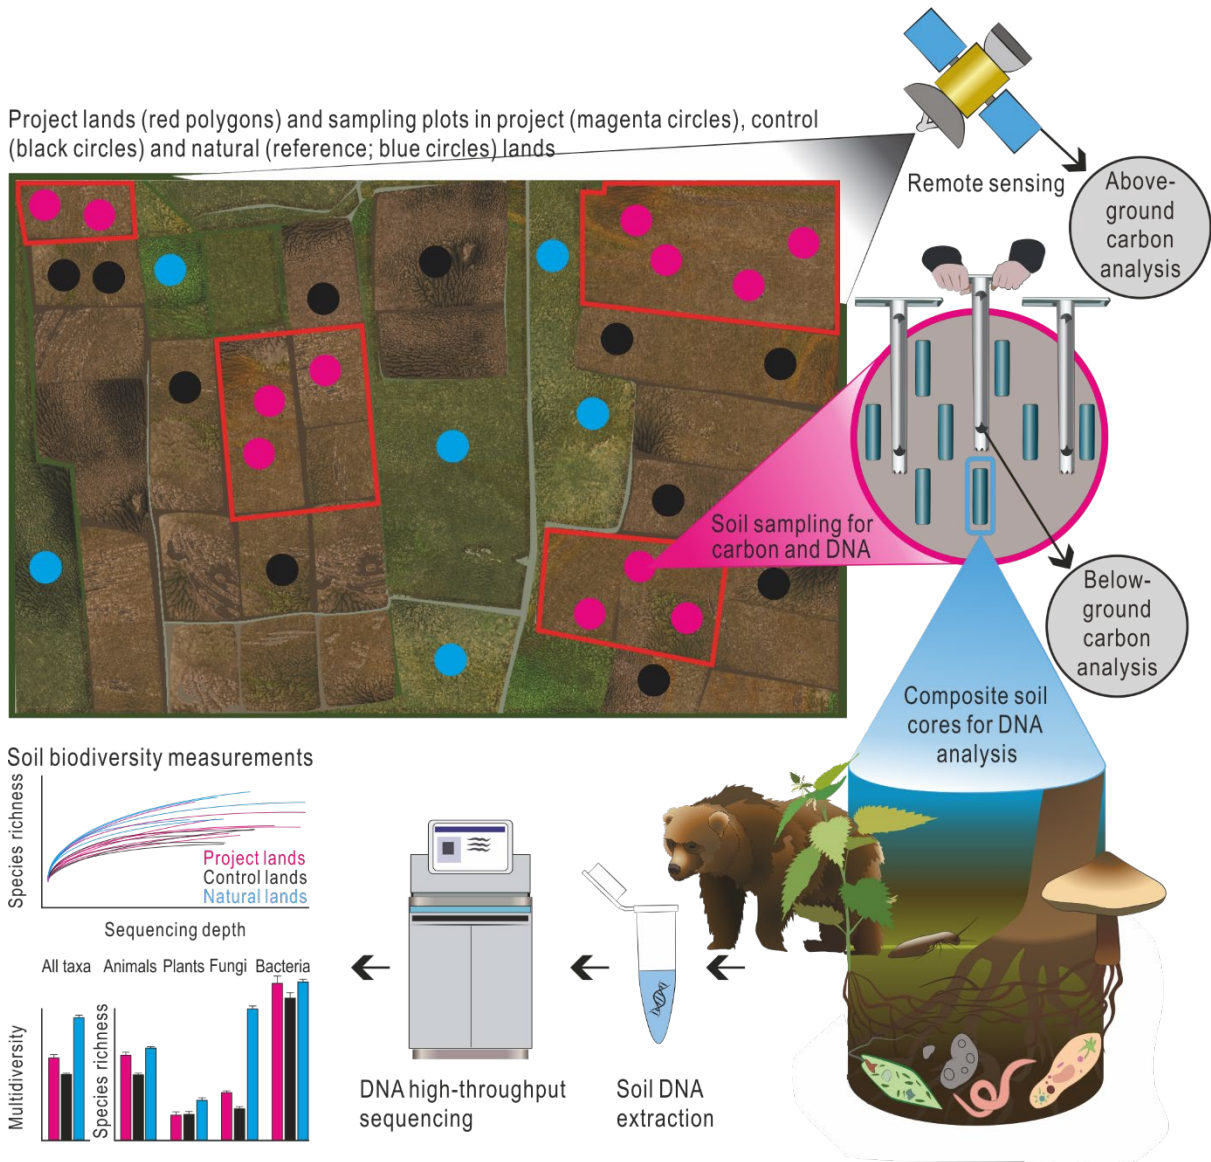 Project lands (red polygons) and sampling plots in project (magenta circles), control
(black circles) and natural (reference; blue circles) lands
Remote sensing
Above-
ground
carbon
analysis
Soil sampling for
carbon and DNA
Below-
ground
carbon
analysis
Composite soil
cores for DNA
analysis
Soil biodiversity measurements
Species richness
Project lands
Control lands
Natural lands
Sequencing depth
All taxa Animals Plants Fungi Bacteria
Multidiversity
Species richness
DNA high-throughput
sequencing
Soil DNA
extraction